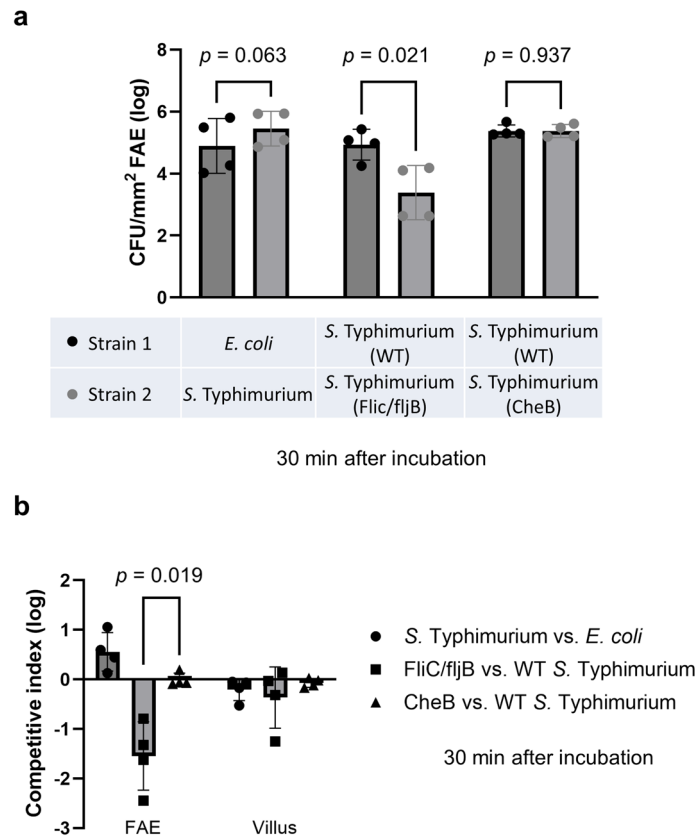 a
p = 0.063
p = 0.021
p = 0.937
CFU/mm² FAE (log)
8
6
4
2
0
Strain 1
E. coli
S. Typhimurium
(WT)
S. Typhimurium
(WT)
Strain 2
S. Typhimurium
S. Typhimurium
(Flic/fljB)
S. Typhimurium
(CheB)
30 min after incubation
b
p = 0.019
Competitive index (log)
2
1
0
-1
-2
-3
FAE
Villus
S. Typhimurium vs. E. coli
FliC/fljB vs. WT S. Typhimurium
CheB vs. WT S. Typhimurium
30 min after incubation